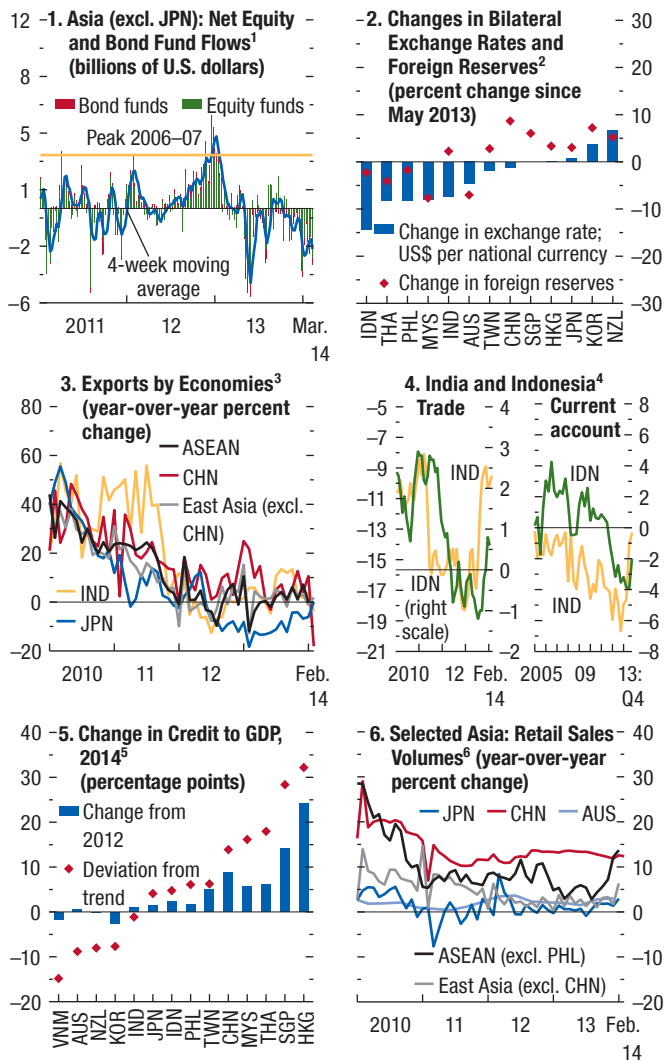 1. Asia (excl. JPN): Net Equity
and Bond Fund Flows1
(billions of U.S. dollars)
Bond funds Equity funds
Peak 2006–07
4-week moving
average
12
8
5
1
–2
–6
2011 12 13 Mar.
14
2. Changes in Bilateral
Exchange Rates and
Foreign Reserves2
(percent change since
May 2013)
Change in exchange rate;
US$ per national currency
Change in foreign reserves
30
20
10
0
–10
–20
–30
IDN THA PHL MYS IND AUS TWN CHN SGP HKG JPN KOR NZL
3. Exports by Economies3
(year-over-year percent
change)
ASEAN
CHN
East Asia (excl.
CHN)
IND
JPN
80
60
40
20
0
–20
2010 11 12 Feb.
14
4. India and Indonesia4
Trade
Current
account
–5
–7
–9
–11
–13
–15
–17
–19
–21
4
3
2
1
0
–1
–2
IND
IDN
(right
scale)
2010 12 Feb.
14
IDN
IND
8
6
4
2
0
–2
–4
–6
–8
2005 09 13:
Q4
5. Change in Credit to GDP,
20145
(percentage points)
Change from
2012
Deviation from
trend
40
30
20
10
0
–10
–20
VNM AUS NZL KOR IND JPN IDN PHL TWN CHN MYS THA SGP HKG
6. Selected Asia: Retail Sales
Volumes6 (year-over-year
percent change)
JPN CHN AUS
ASEAN (excl. PHL)
East Asia (excl. CHN)
40
30
20
10
0
–10
–20
2010 11 12 13 Feb.
14